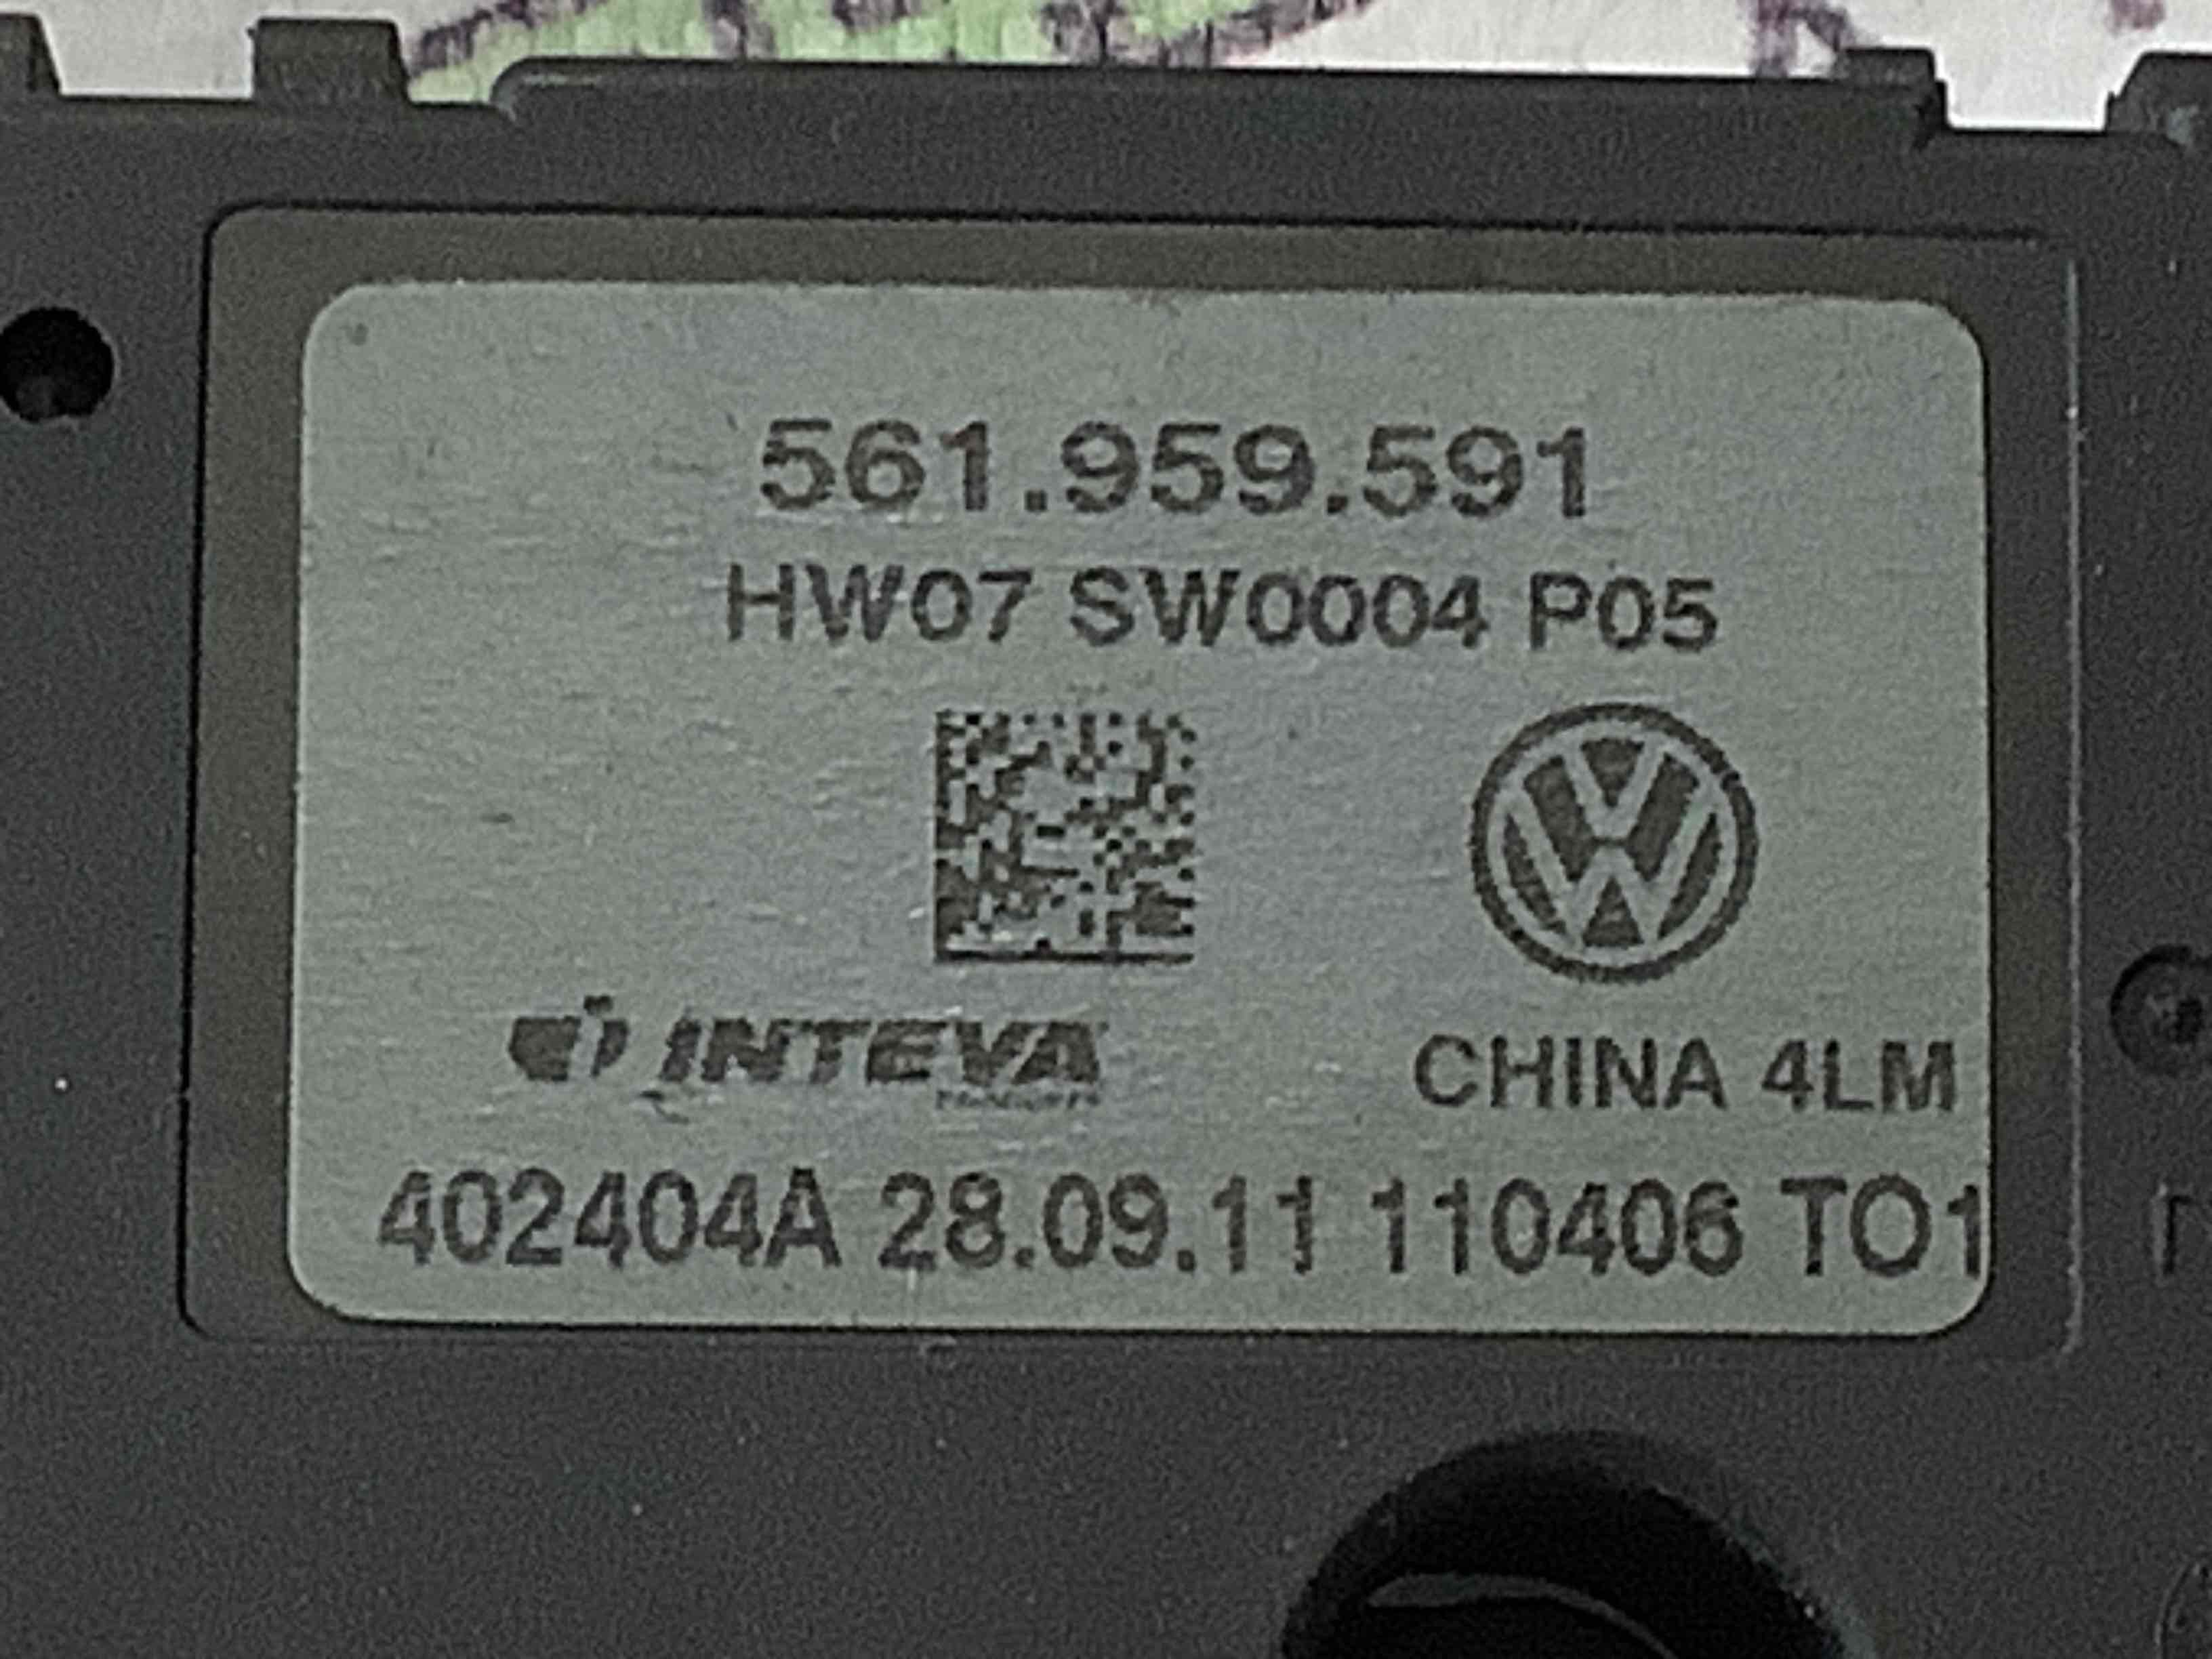 561.959.591
HW07 SW0004 P05
INTEVA
CHINA 4LM
402404A 28.09.11 110406 TO1